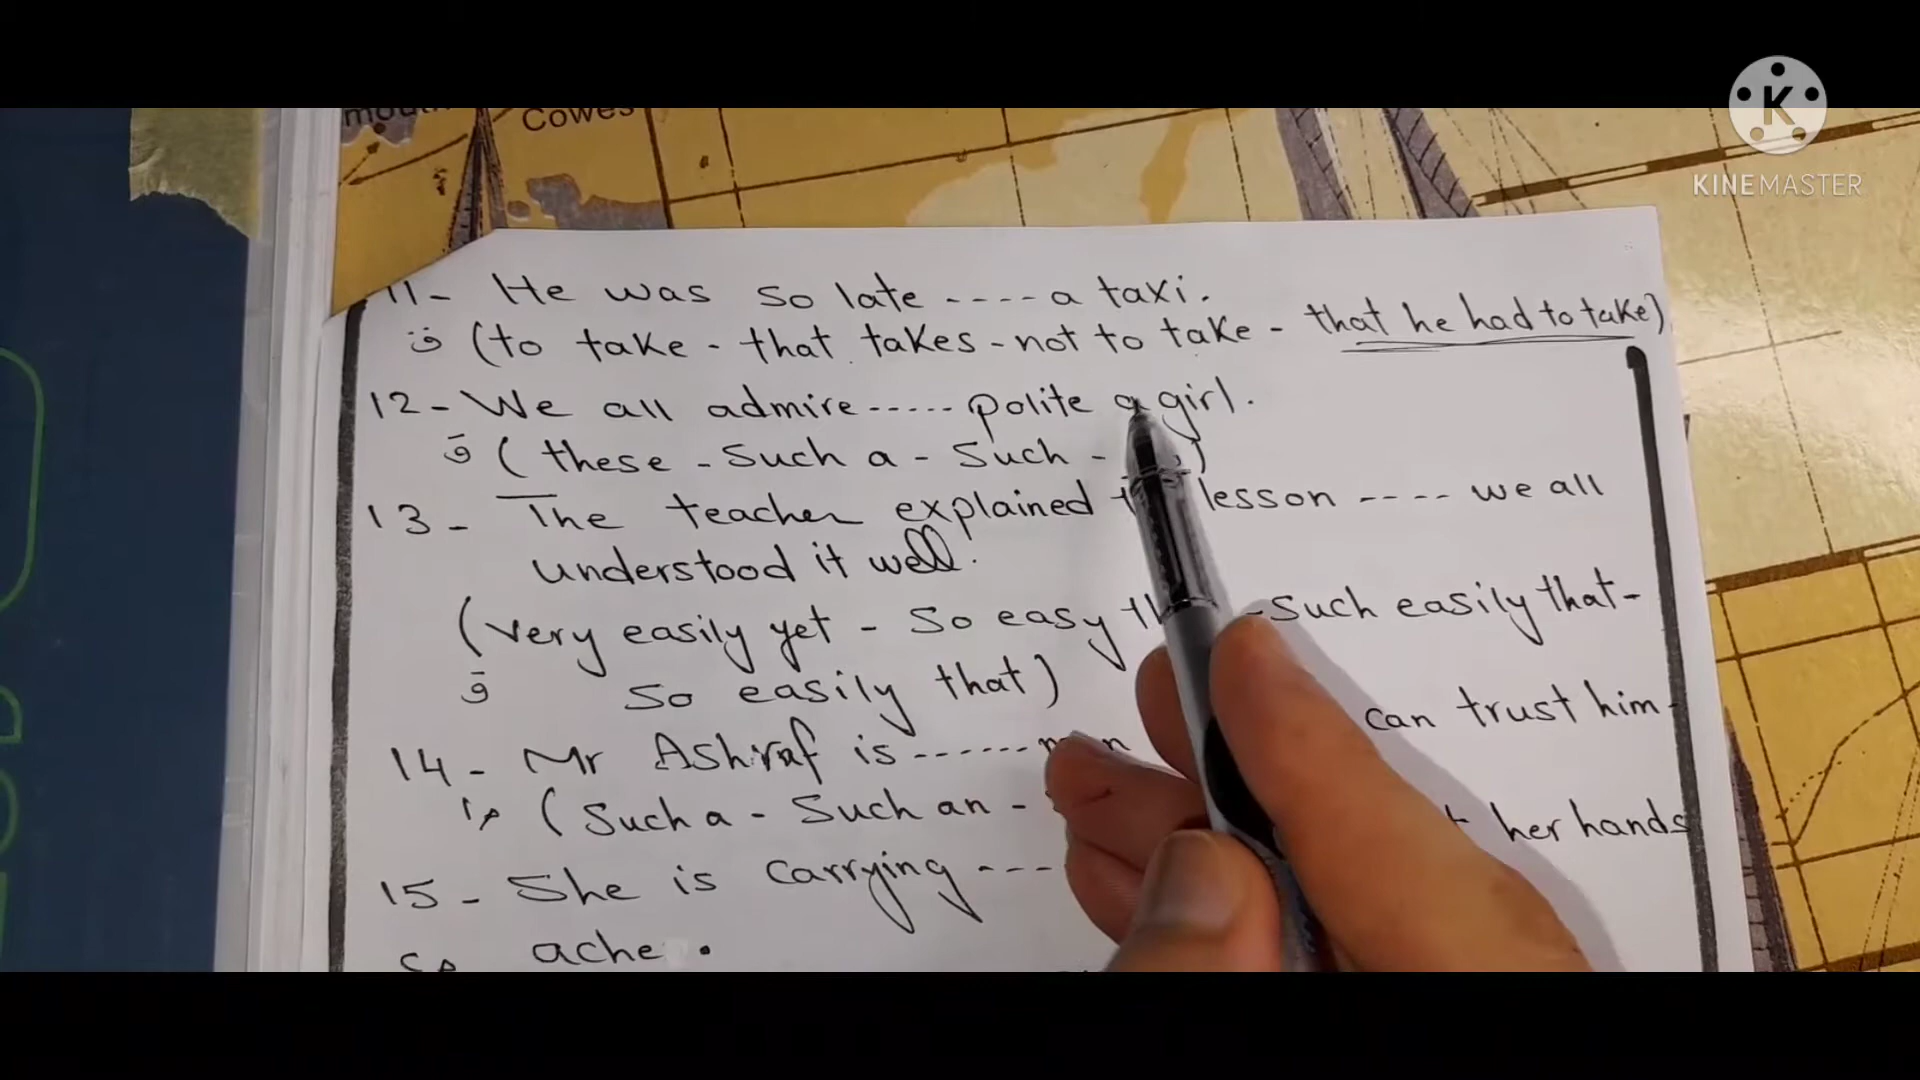 Cowes
KINEMASTER
11- He was so late ---- a taxi.
(to take - that takes - not to take - that he had to take)
12- We all admire ----- polite a girl.
(these - Such a - Such -
13- The teacher explained lesson ---- we all
understood it well.
(very easily yet - So easy - Such easily that -
So easily that)
14- Mr Ashraf is ------ can trust him
(Such a - Such an -
15- She is carrying --- her hands
ache.